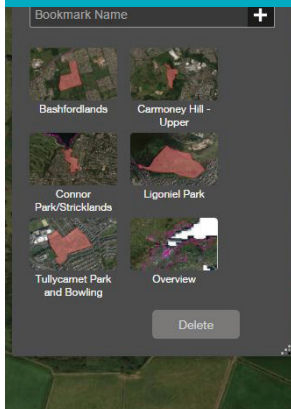 Bookmark Name
Bashfordlands
Carmoney Hill -
Upper
Connor
Park/Stricklands
Ligoniel Park
Tullycarnet Park
and Bowling
Overview
Delete